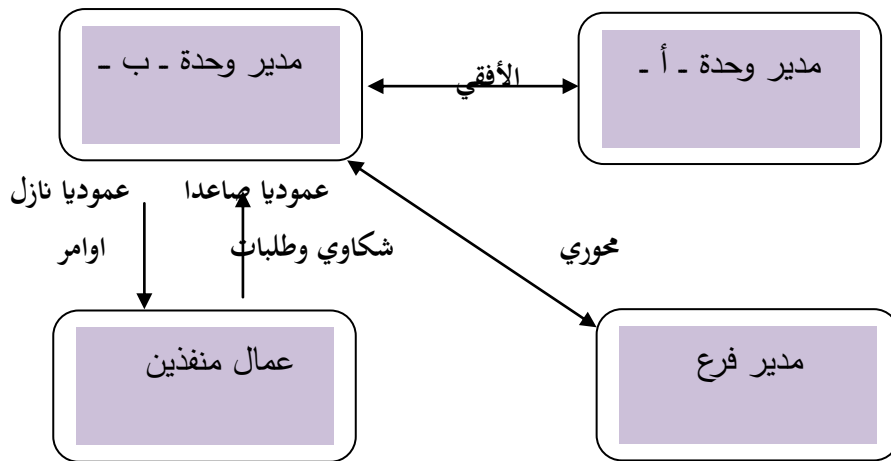 مدير وحدة ـ أ ـ
الأفقي
مدير وحدة ـ ب ـ
محوري
عموديا صاعدا
شكاوي وطلبات
عموديا نازل
اوامر
مدير فرع
عمال منفذين